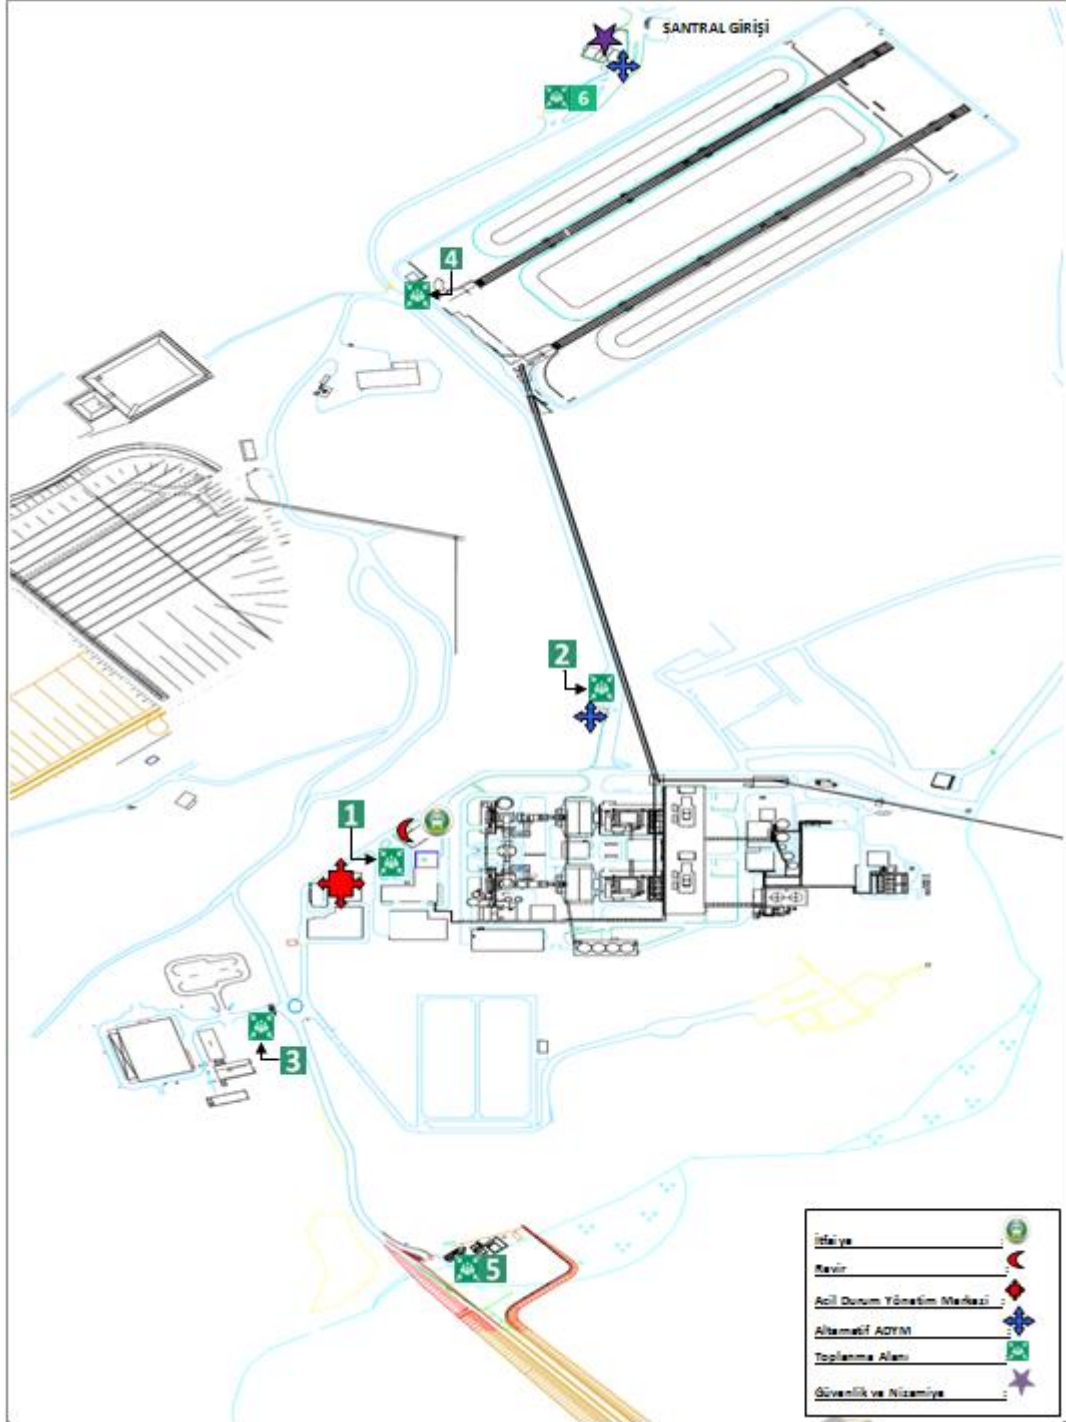 SANTRAL GİRİŞİ
6
4
2
1
3
5
İtfaiye :
Revir :
Acil Durum Yönetim Merkezi :
Alternatif ADYM :
Toplanma Alanı :
Güvenlik ve Nizamiye :